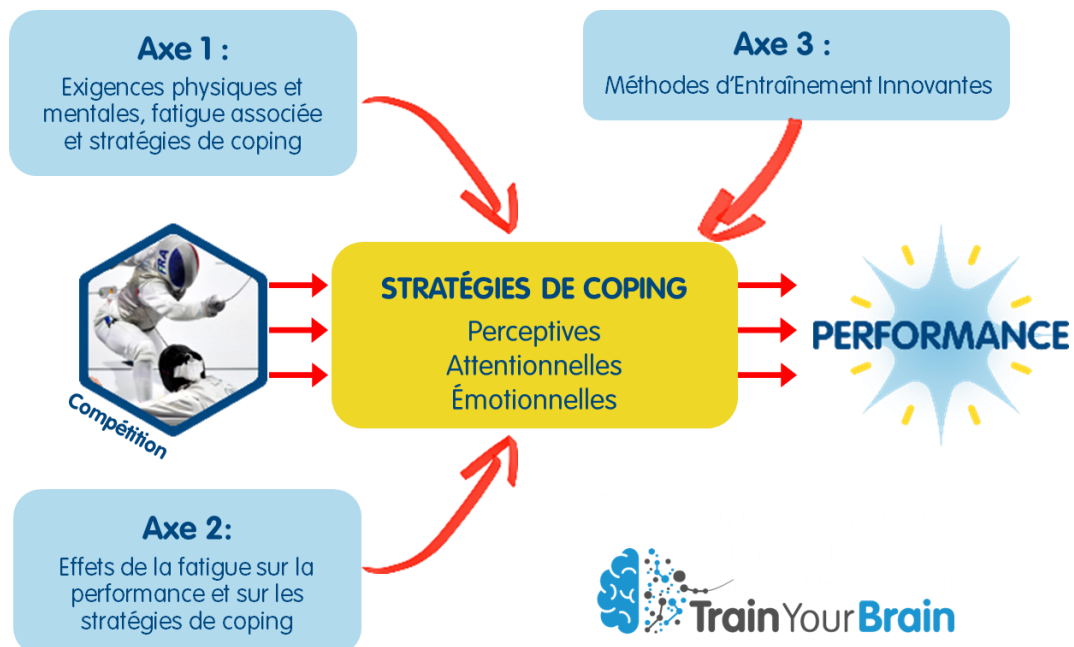 Axe 1 :
Exigences physiques et
mentales, fatigue associée
et stratégies de coping
Axe 3 :
Méthodes d'Entraînement Innovantes
FRA
Compétition
STRATÉGIES DE COPING
Perceptives
Attentionnelles
Émotionnelles
PERFORMANCE
Axe 2:
Effets de la fatigue sur la
performance et sur les
stratégies de coping
TrainYourBrain